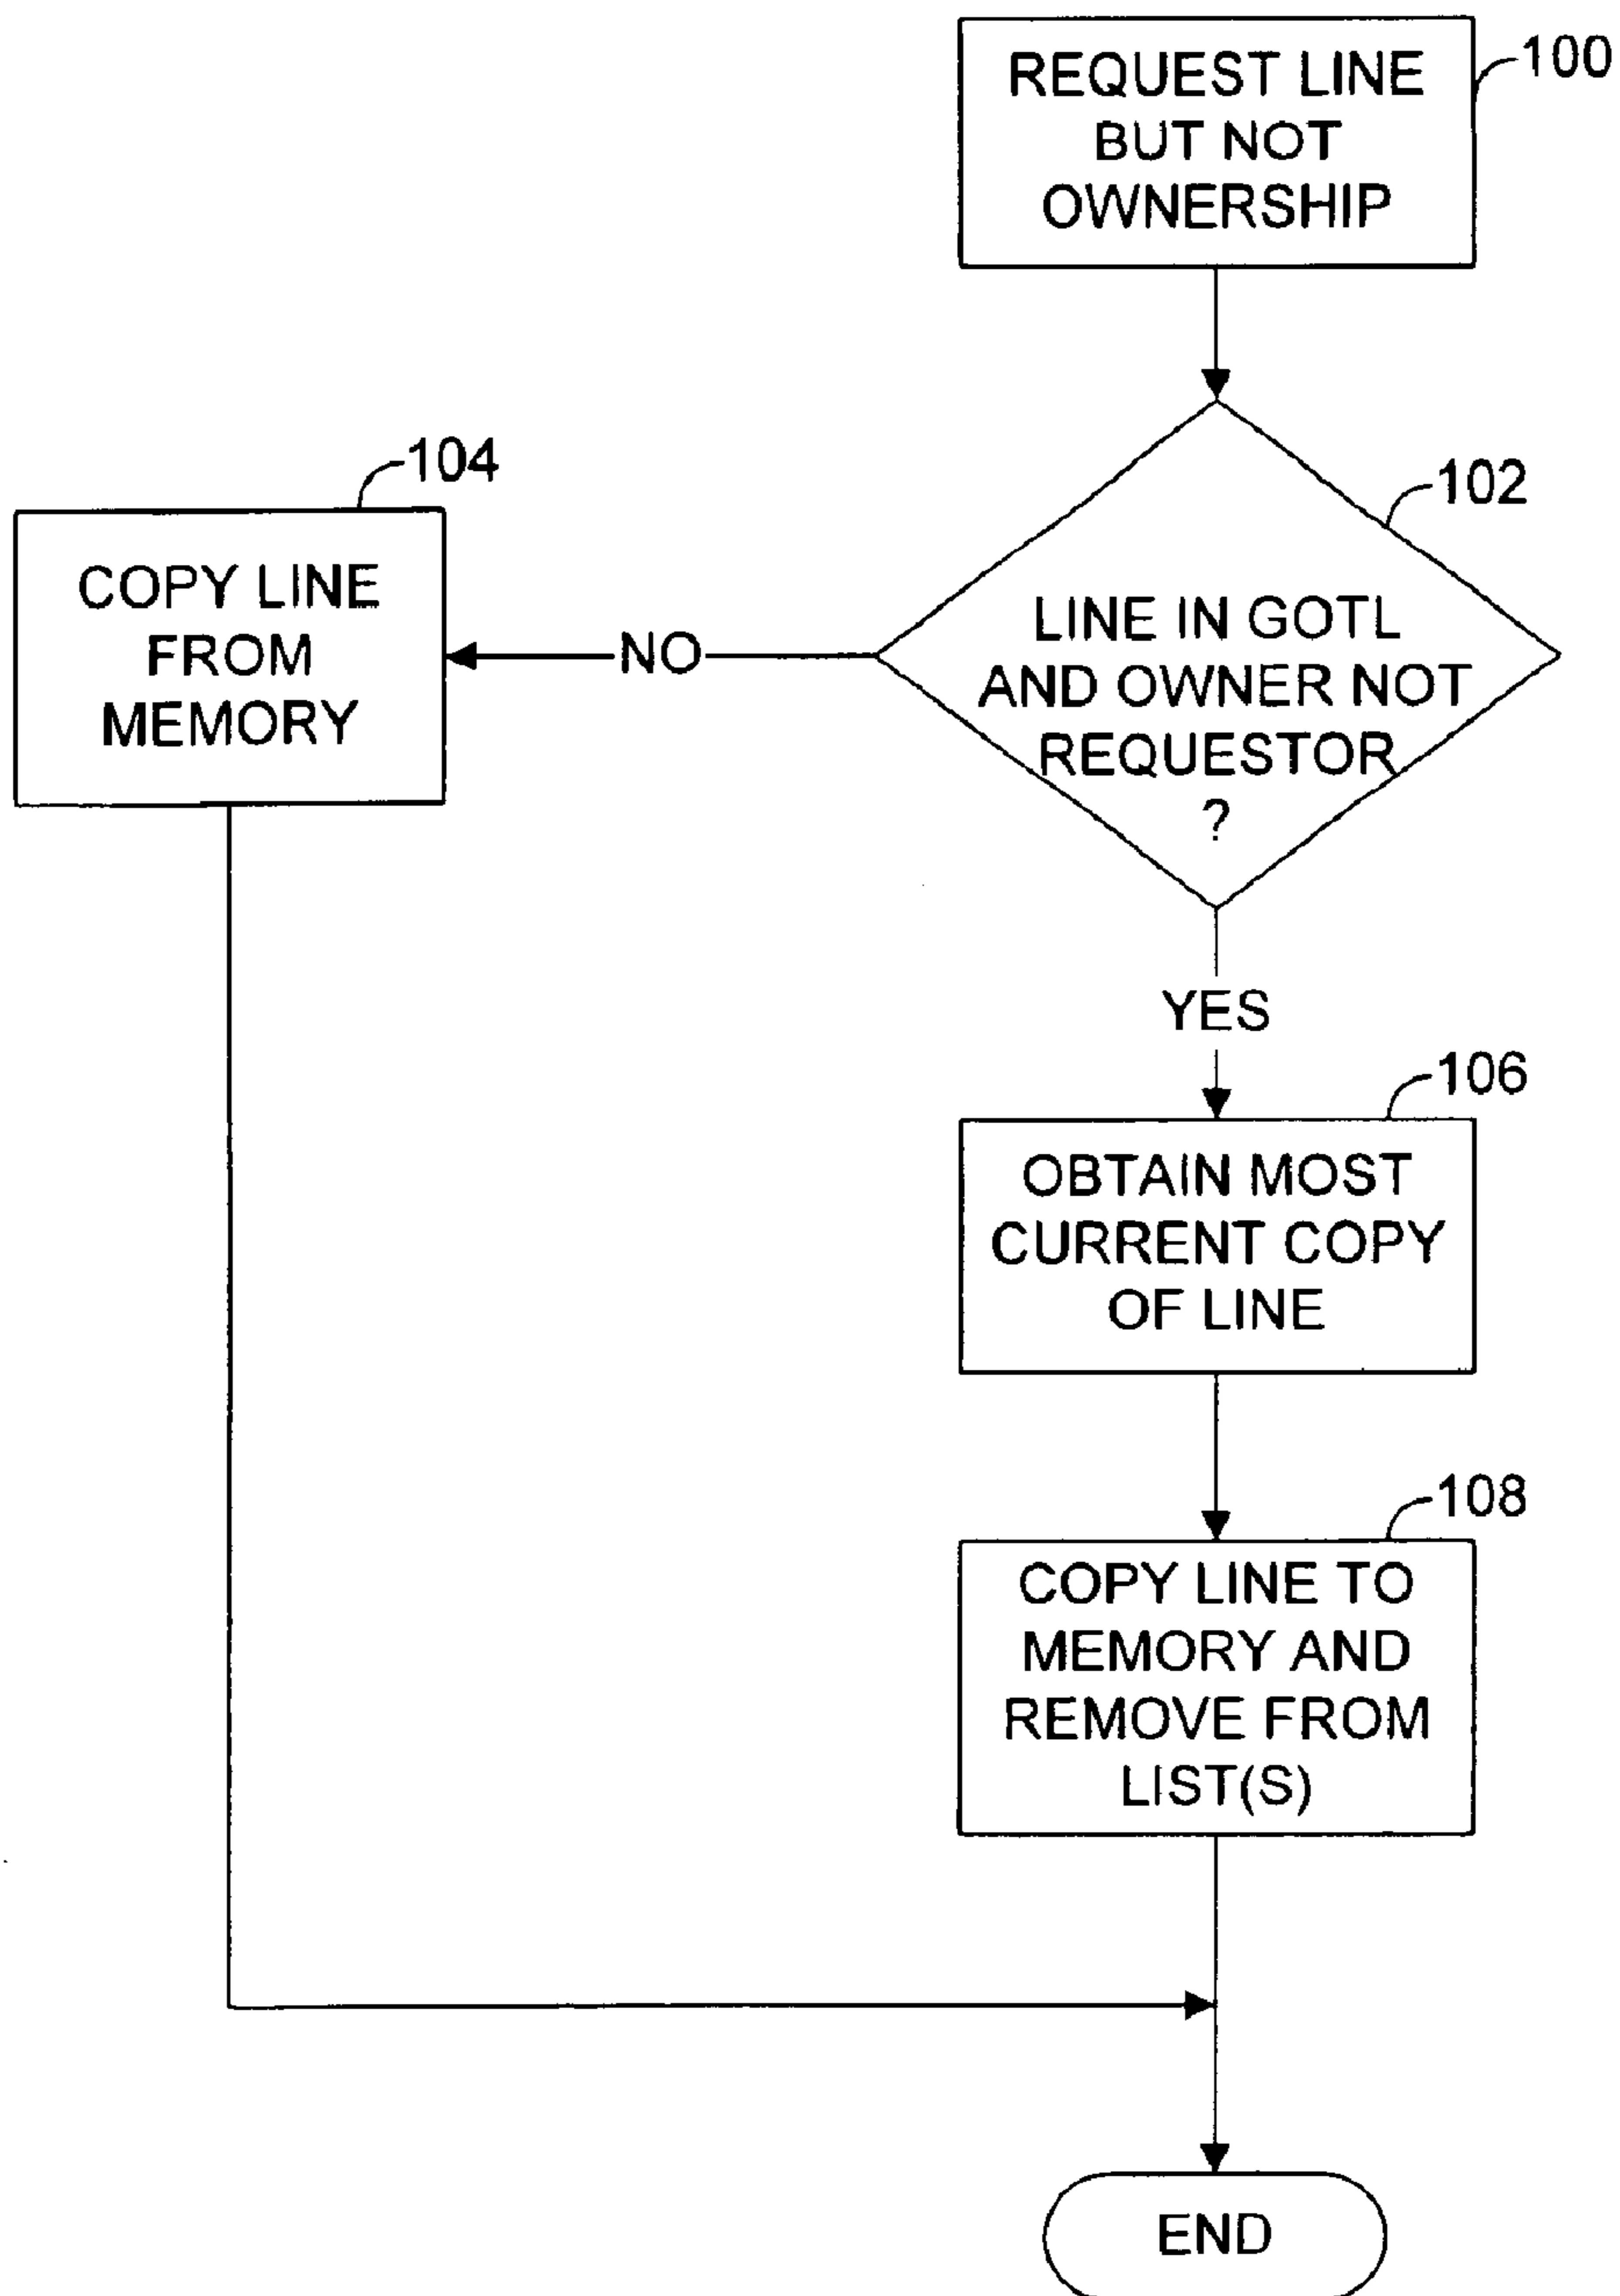 REQUEST LINE
BUT NOT
OWNERSHIP
100
102
LINE IN GOTL
AND OWNER NOT
REQUESTOR
?
104
COPY LINE
FROM
MEMORY
NO
YES
106
OBTAIN MOST
CURRENT COPY
OF LINE
108
COPY LINE TO
MEMORY AND
REMOVE FROM
LIST(S)
END